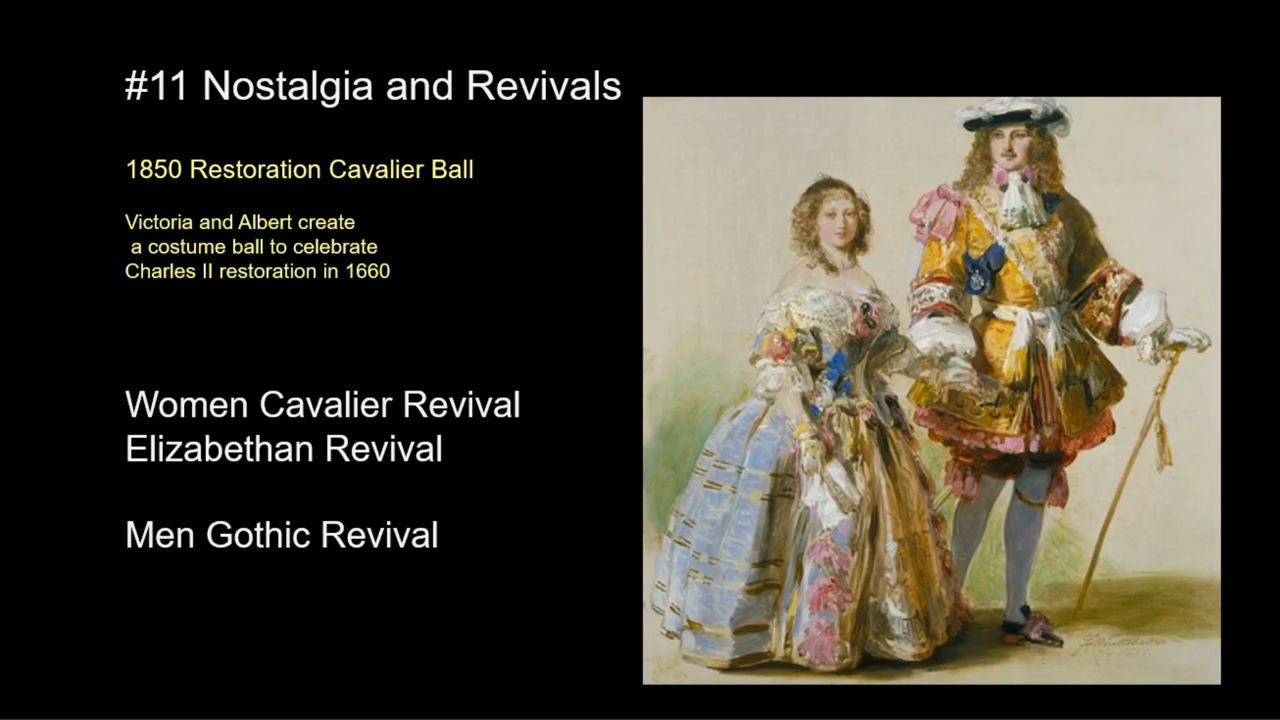 #11 Nostalgia and Revivals
1850 Restoration Cavalier Ball
Victoria and Albert create
a costume ball to celebrate
Charles II restoration in 1660
Women Cavalier Revival
Elizabethan Revival
Men Gothic Revival